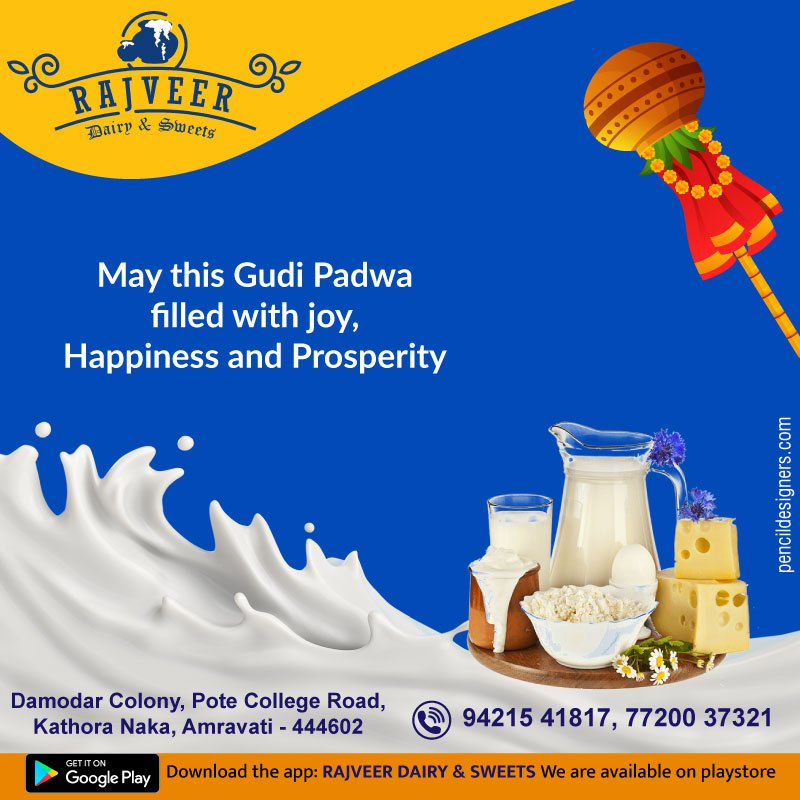 RAJVEER
Dairy & Sweets
May this Gudi Padwa
filled with joy,
Happiness and Prosperity
pencildesigners.com
Damodar Colony, Pote College Road,
Kathora Naka, Amravati - 444602
94215 41817, 77200 37321
GET IT ON
Google Play
Download the app: RAJVEER DAIRY & SWEETS We are available on playstore